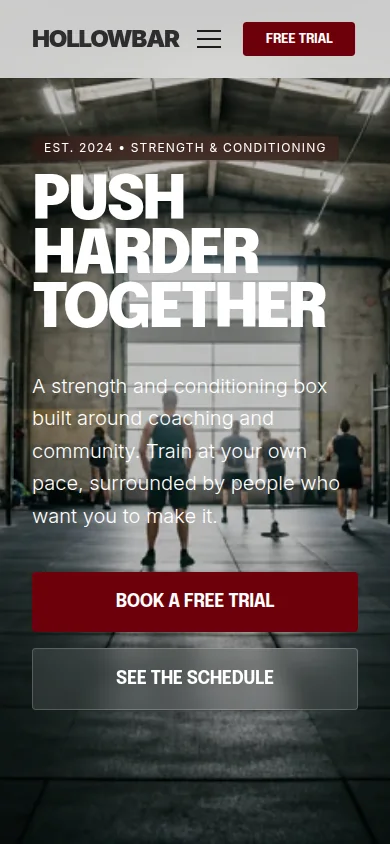 HOLLOWBAR
FREE TRIAL
EST. 2024 • STRENGTH & CONDITIONING
PUSH
HARDER
TOGETHER
A strength and conditioning box
built around coaching and
community. Train at your own
pace, surrounded by people who
want you to make it.
BOOK A FREE TRIAL
SEE THE SCHEDULE